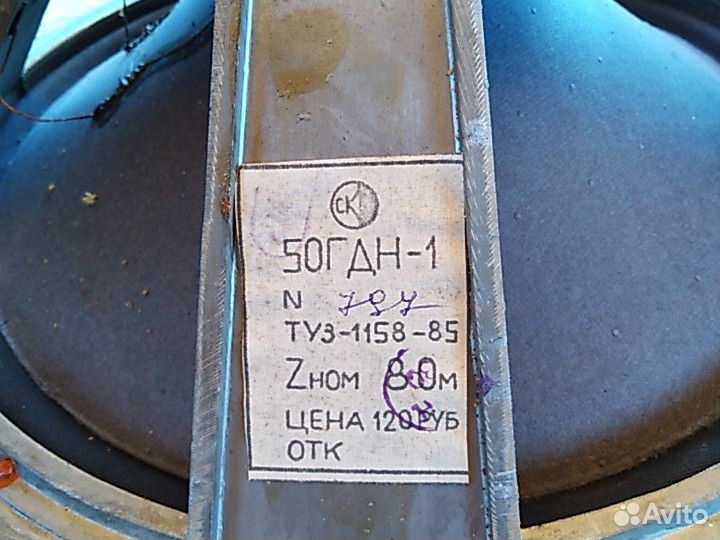 СК
50ГДН-1
N 797
ТУ3-1158-85
Zном 8 Ом
ЦЕНА 120 РУБ
ОТК
Avito